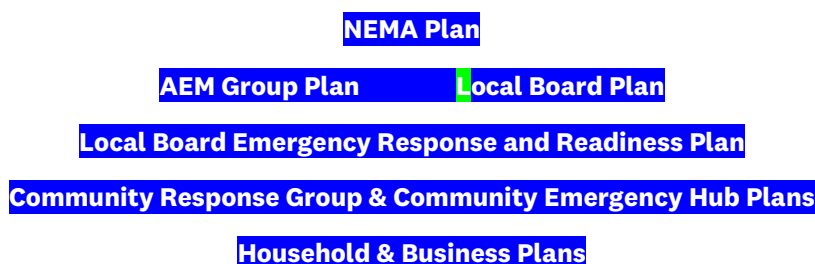 NEMA Plan
AEM Group Plan Local Board Plan
Local Board Emergency Response and Readiness Plan
Community Response Group & Community Emergency Hub Plans
Household & Business Plans